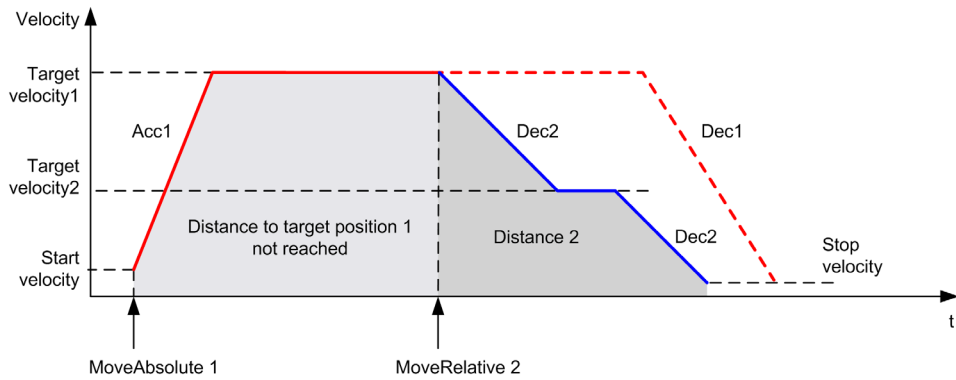 Velocity
Target
velocity1
Acc1
Dec2
Dec1
Target
velocity2
Distance to target position 1
not reached
Distance 2
Dec2
Start
velocity
Stop
velocity
t
MoveAbsolute 1
MoveRelative 2